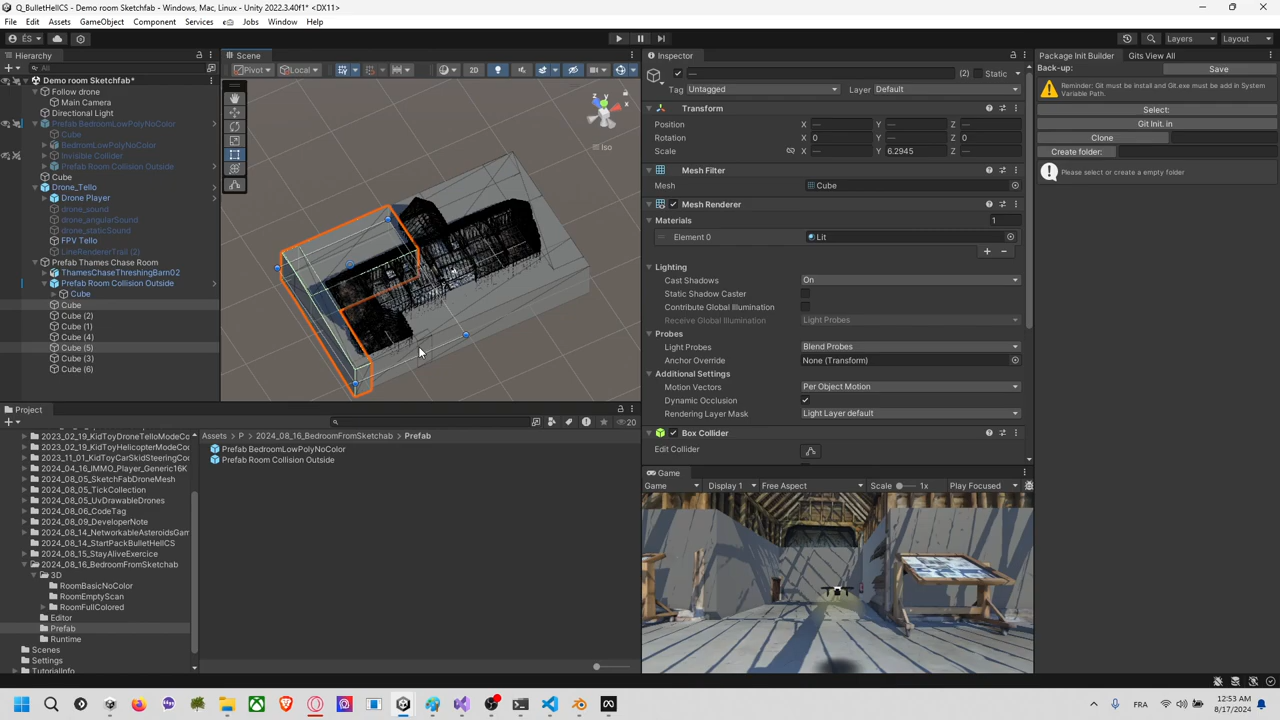 Q_BulletHellCS - Demo room Sketchfab - Windows, Mac, Linux - Unity 2022.3.40f1* <DX11>
File Edit Assets GameObject Component Services Jobs Window Help
ÉS Layers Layout
Hierarchy
All
Demo room Sketchfab*
Follow drone
Main Camera
Directional Light
Prefab BedroomsLowPolyNoColor
Cube
BedrromLowPolyNoColor
Invisible Collider
Prefab Room Collision Outside
Cube
Drone_Tello
Drone Player
drone_sound
drone_angularSound
drone_staticSound
FPV Tello
LineRendererTrail (2)
Prefab Thames Chase Room
ThamesChaseThreshingBarn02
Prefab Room Collision Outside
Cube
Cube
Cube (2)
Cube (1)
Cube (4)
Cube (5)
Cube (3)
Cube (6)
Scene
Pivot Local 2D
y
z
Iso
Inspector
— (2) Static
Tag Untagged Layer Default
Transform
Position X — Y — Z —
Rotation X 0 Y — Z 0
Scale X — Y 6.2945 Z —
Mesh Filter
Mesh Cube
Mesh Renderer
Materials 1
Element 0 Lit
Lighting
Cast Shadows On
Static Shadow Caster
Contribute Global Illumination
Receive Global Illumination Light Probes
Probes
Light Probes Blend Probes
Anchor Override None (Transform)
Additional Settings
Motion Vectors Per Object Motion
Dynamic Occlusion
Rendering Layer Mask Light Layer default
Box Collider
Edit Collider
Package Init Builder Gits View All
Back-up: Save
Reminder: Git must be install and Git.exe must be add in System
Variable Path.
Select:
Git Init. in
Clone
Create folder:
Please select or create a empty folder
Project
20
2023_02_19_KidToyDroneTelloModeCo
2023_02_19_KidToyHelicopterModeCo
2023_11_01_KidToyCarSkidSteeringCo
2024_04_16_IMMO_Player_Generic16K
2024_08_05_SketchFabDroneMesh
2024_08_05_TickCollection
2024_08_05_UvDrawableDrones
2024_08_06_CodeTag
2024_08_09_DeveloperNote
2024_08_14_NetworkableAsteroidsGam
2024_08_14_StartPackBulletHellCS
2024_08_15_StayAliveExercice
2024_08_16_BedroomFromSketchab
3D
RoomBasicNoColor
RoomEmptyScan
RoomFullColored
Editor
Prefab
Runtime
Scenes
Settings
TutorialInfo
Assets > P > 2024_08_16_BedroomFromSketchab > Prefab
Prefab BedroomLowPolyNoColor
Prefab Room Collision Outside
Game
Game Display 1 Free Aspect Scale 1x Play Focused
FR
12:53 AM
8/17/2024